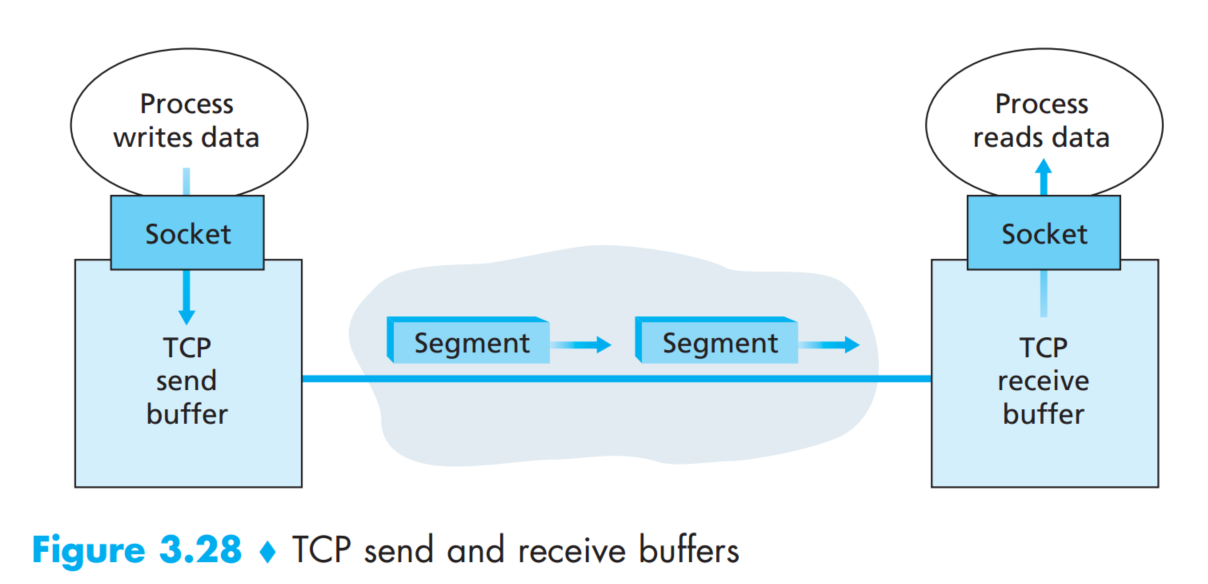 Process
writes data
Process
reads data
Socket
Socket
TCP
send
buffer
Segment
Segment
TCP
receive
buffer
Figure 3.28 ♦ TCP send and receive buffers